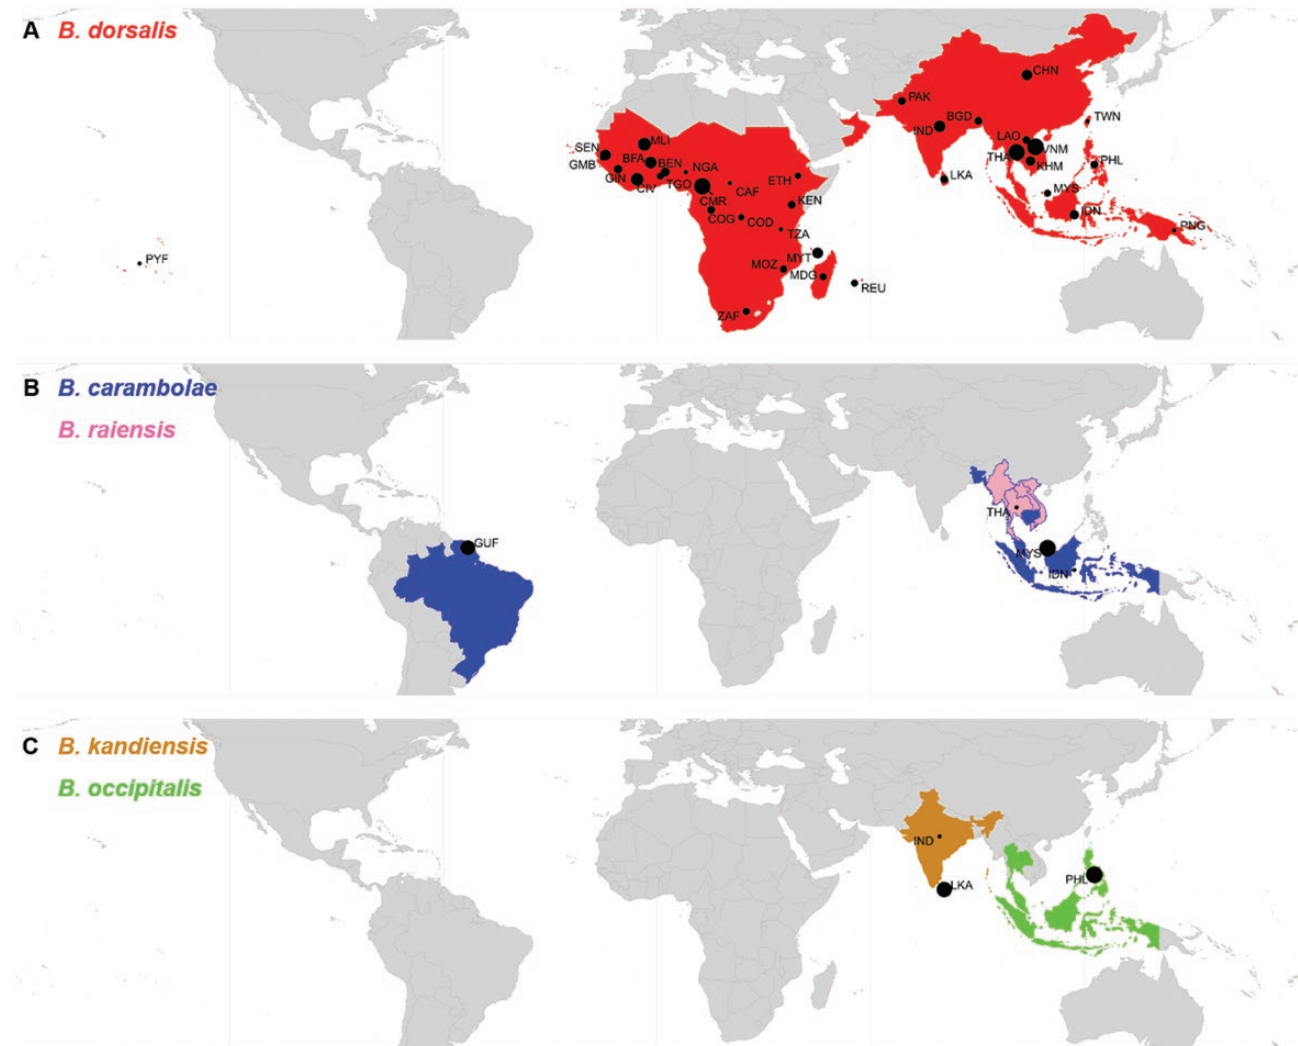 A B. dorsalis
CHN
PAK
BGD
TWN
IND
LAO
VNM
THA
KHM
PHL
LKA
MYS
IDN
PNG
SEN
MLI
GMB
BFA
BEN
NGA
GIN
CIV
TGO
CAF
ETH
CMR
KEN
COG
COD
TZA
MYT
MOZ
MDG
REU
ZAF
PYF
B B. carambolae
B. raiensis
THA
GUF
MYS
IDN
C B. kandiensis
B. occipitalis
IND
LKA
PHL